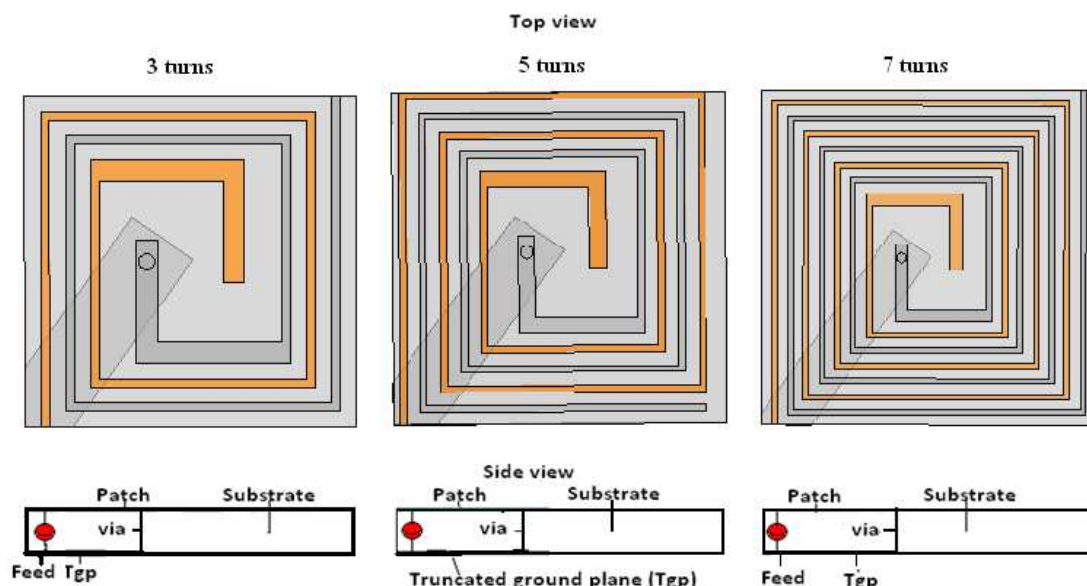 Top view
3 turns
5 turns
7 turns
Side view
Patch Substrate
via
Feed Tgp
Patch Substrate
via
Truncated ground plane (Tgp)
Patch Substrate
via
Feed Tgp